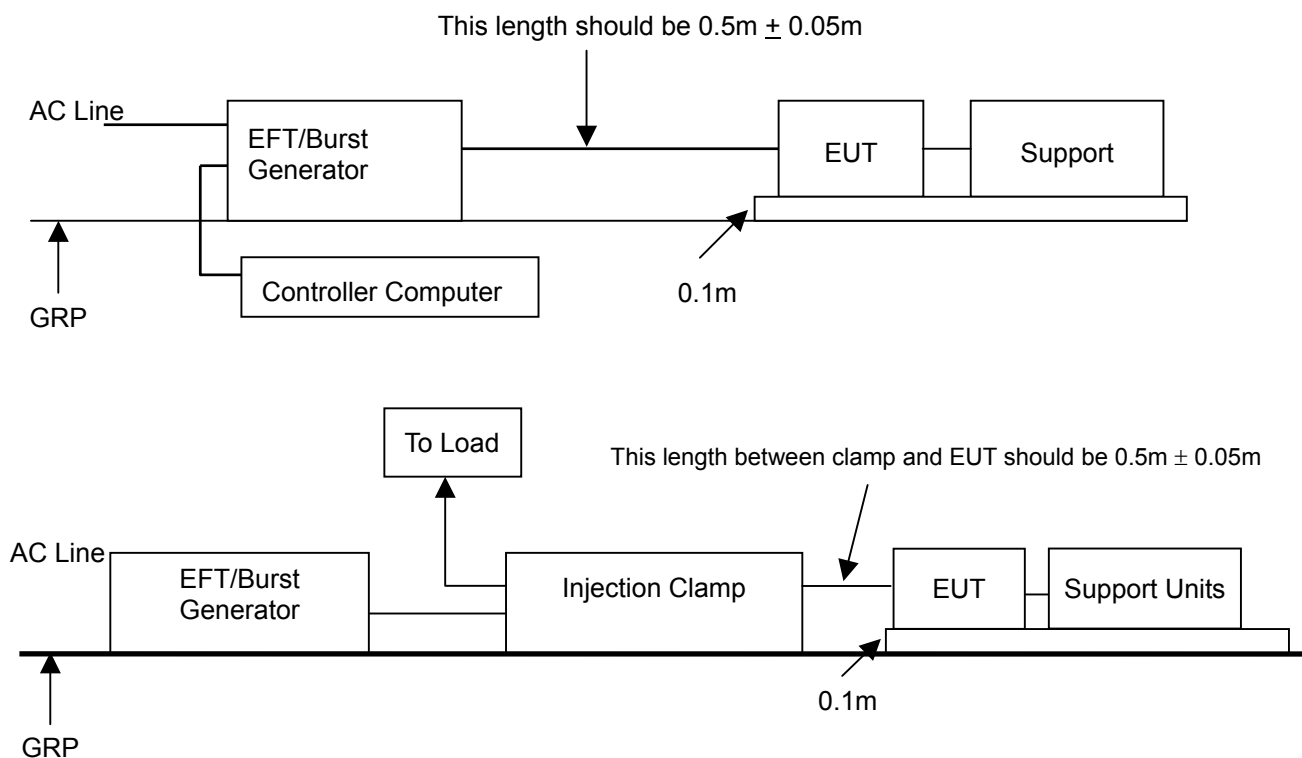 This length should be 0.5m ± 0.05m
AC Line
EFT/Burst
Generator
EUT
Support
Controller Computer
0.1m
GRP
To Load
This length between clamp and EUT should be 0.5m ± 0.05m
AC Line
EFT/Burst
Generator
Injection Clamp
EUT
Support Units
0.1m
GRP